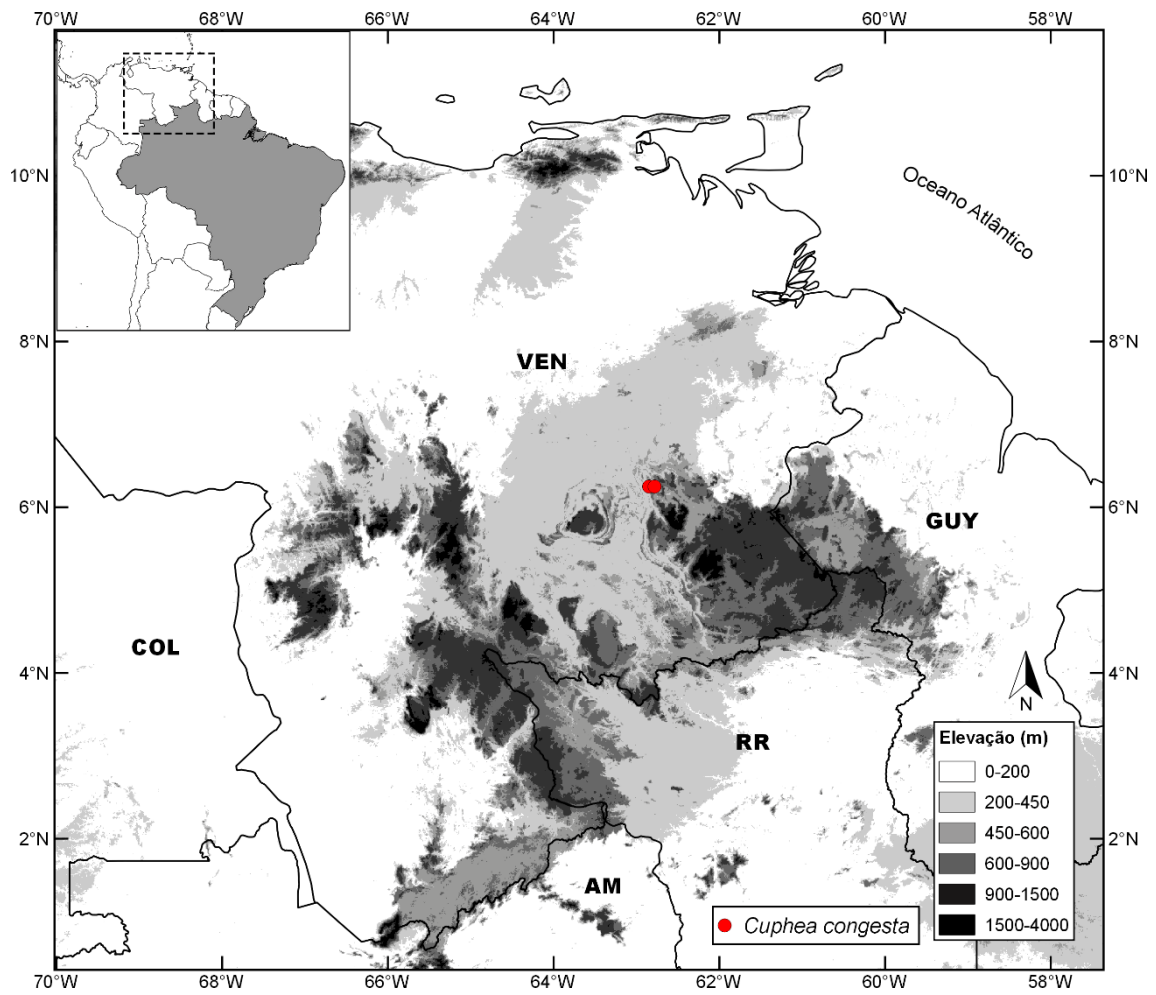 70°W 68°W 66°W 64°W 62°W 60°W 58°W
10°N 10°N
Oceano Atlântico
8°N 8°N
VEN
6°N 6°N
GUY
COL
4°N 4°N
N
RR
Elevação (m)
0-200
200-450
450-600
600-900
900-1500
1500-4000
2°N 2°N
AM
Cuphea congesta
70°W 68°W 66°W 64°W 62°W 60°W 58°W